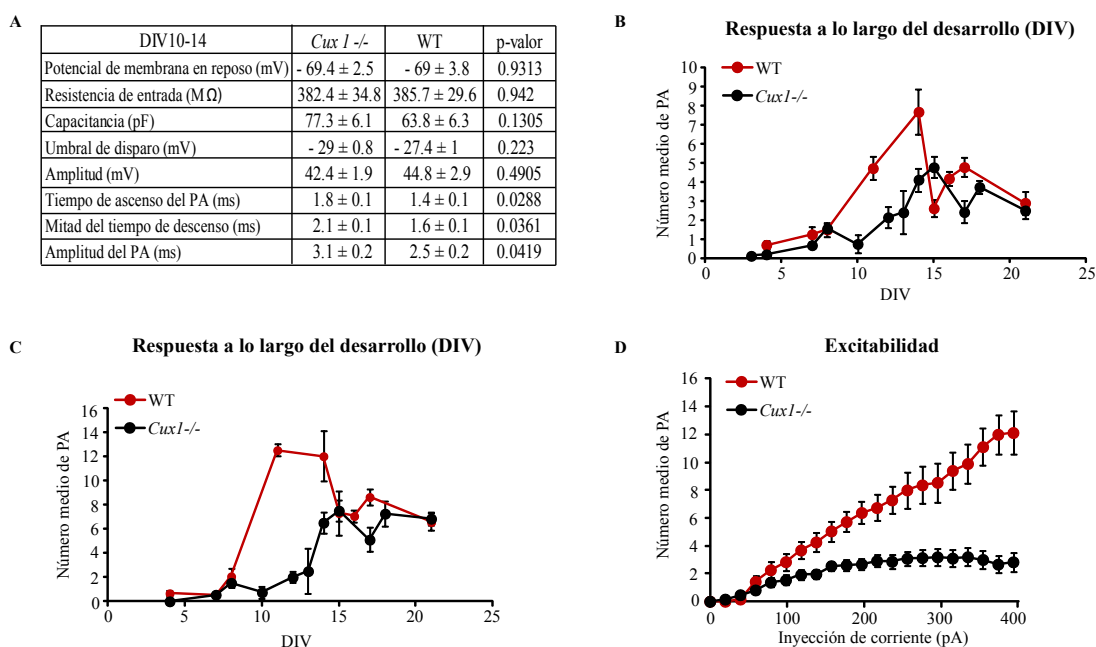 A
DIV10-14 Cux 1 -/- WT p-valor
Potencial de membrana en reposo (mV) - 69.4 ± 2.5 - 69 ± 3.8 0.9313
Resistencia de entrada (MΩ) 382.4 ± 34.8 385.7 ± 29.6 0.942
Capacitancia (pF) 77.3 ± 6.1 63.8 ± 6.3 0.1305
Umbral de disparo (mV) - 29 ± 0.8 - 27.4 ± 1 0.223
Amplitud (mV) 42.4 ± 1.9 44.8 ± 2.9 0.4905
Tiempo de ascenso del PA (ms) 1.8 ± 0.1 1.4 ± 0.1 0.0288
Mitad del tiempo de descenso (ms) 2.1 ± 0.1 1.6 ± 0.1 0.0361
Amplitud del PA (ms) 3.1 ± 0.2 2.5 ± 0.2 0.0419
B
Respuesta a lo largo del desarrollo (DIV)
WT
Cux1-/-
Número medio de PA
10
9
8
7
6
5
4
3
2
1
0
0 5 10 15 20 25
DIV
C
Respuesta a lo largo del desarrollo (DIV)
WT
Cux1-/-
Número medio de PA
16
14
12
10
8
6
4
2
0
0 5 10 15 20 25
DIV
D
Excitabilidad
WT
Cux1-/-
Número medio de PA
16
14
12
10
8
6
4
2
0
0 100 200 300 400
Inyección de corriente (pA)